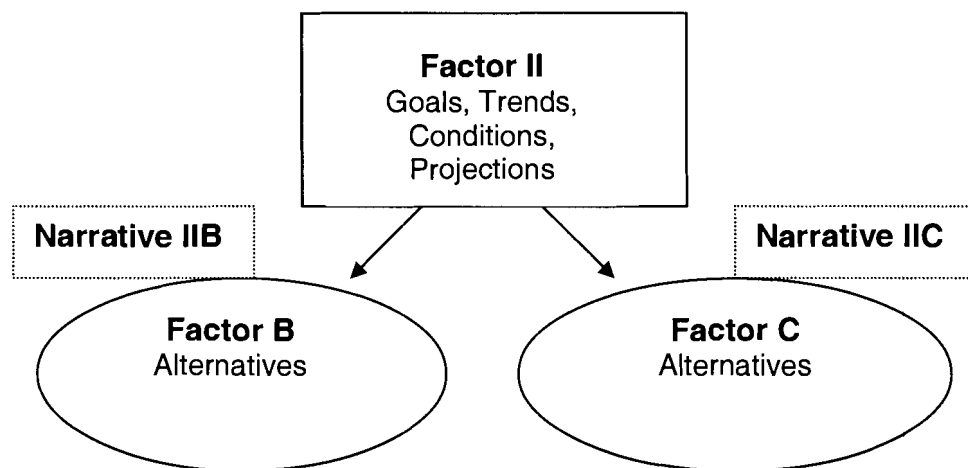 Factor II
Goals, Trends,
Conditions,
Projections
Narrative IIB
Narrative IIC
Factor B
Alternatives
Factor C
Alternatives